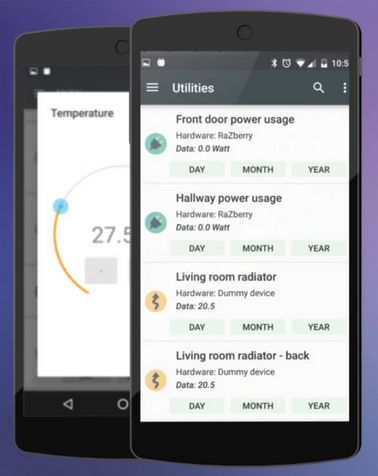 Temperature
27.5
10:5
Utilities
Front door power usage
Hardware: RaZberry
Data: 0.0 Watt
DAY MONTH YEAR
Hallway power usage
Hardware: RaZberry
Data: 0.0 Watt
DAY MONTH YEAR
Living room radiator
Hardware: Dummy device
Data: 20.5
DAY MONTH YEAR
Living room radiator - back
Hardware: Dummy device
Data: 20.5
DAY MONTH YEAR